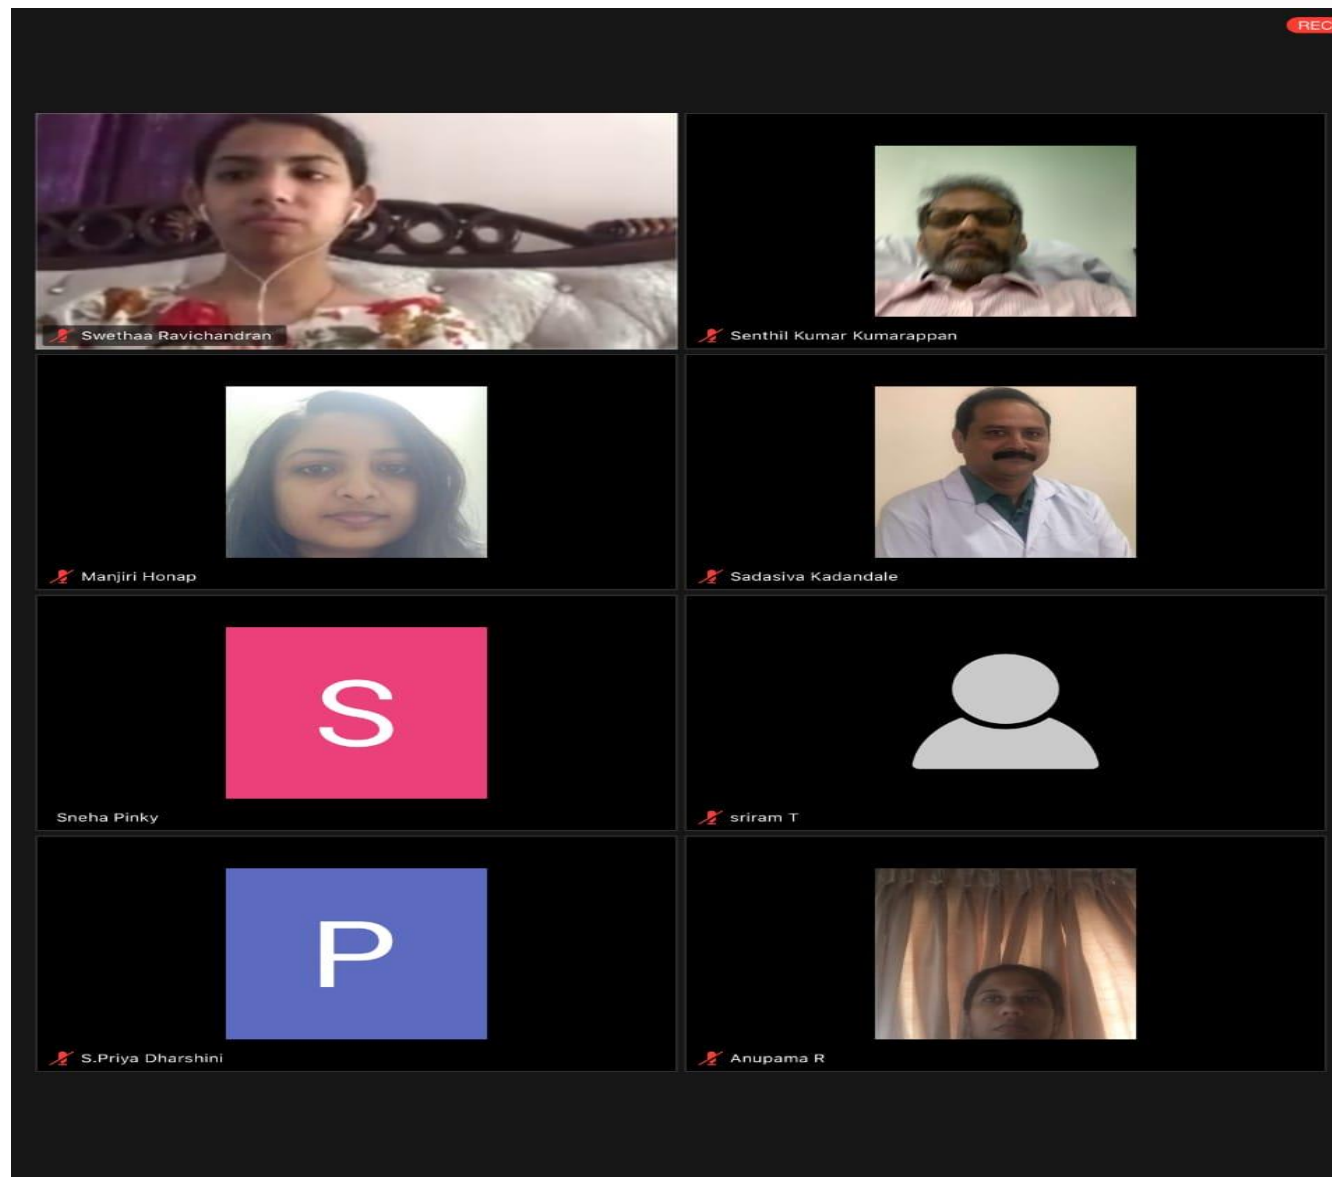 REC
Swethaa Ravichandran
Senthil Kumar Kumarappan
Manjiri Honap
Sadasiva Kadandale
S
Sneha Pinky
sriram T
P
S.Priya Dharshini
Anupama R